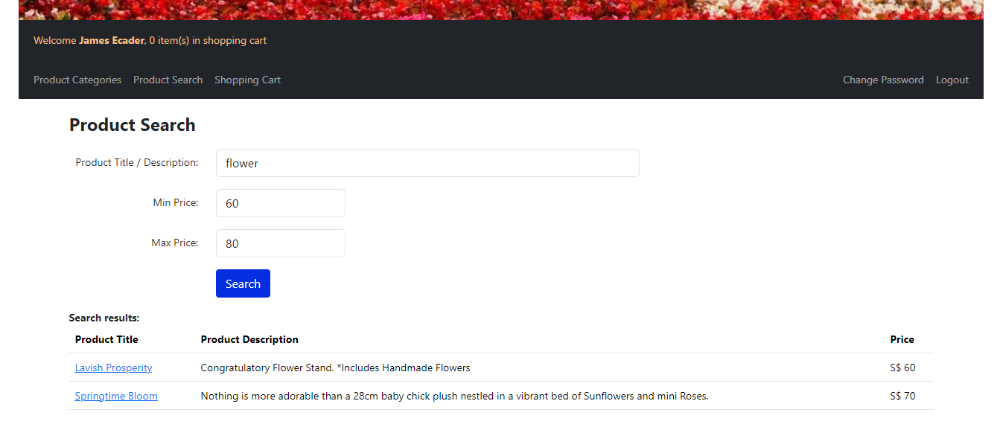 Welcome James Ecader, 0 item(s) in shopping cart
Product Categories Product Search Shopping Cart Change Password Logout
Product Search
Product Title / Description: flower
Min Price: 60
Max Price: 80
Search
Search results:
Product Title Product Description Price
Lavish Prosperity Congratulatory Flower Stand. *Includes Handmade Flowers S$ 60
Springtime Bloom Nothing is more adorable than a 28cm baby chick plush nestled in a vibrant bed of Sunflowers and mini Roses. S$ 70